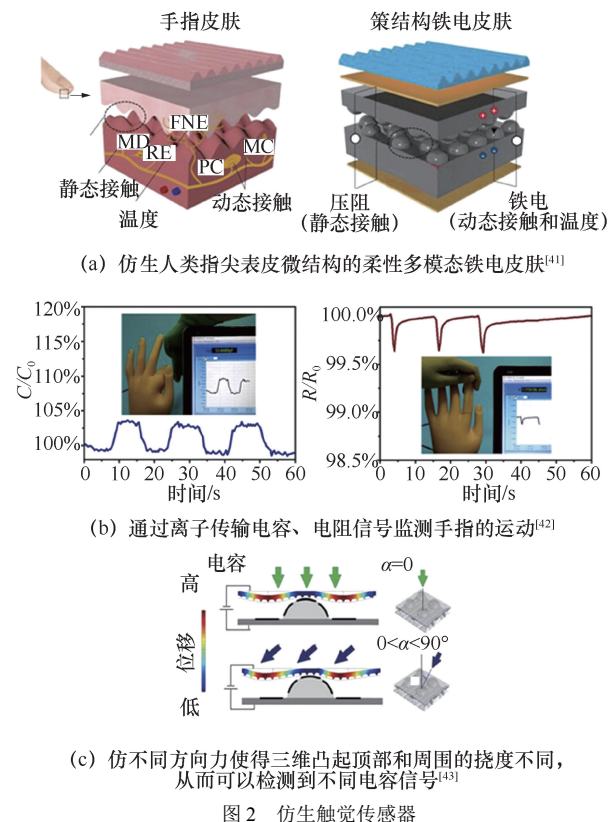 手指皮肤
策结构铁电皮肤
FNE
MD
RE
PC
MC
静态接触
动态接触
温度
压阻
(静态接触)
铁电
(动态接触和温度)
(a) 仿生人类指尖表皮微结构的柔性多模态铁电皮肤[41]
C/C0
120%
115%
110%
105%
100%
0 10 20 30 40 50 60
时间/s
R/R0
100.0%
99.5%
99.0%
98.5%
0 10 20 30 40 50 60
时间/s
(b) 通过离子传输电容、电阻信号监测手指的运动[42]
电容
高
位移
低
α=0
0<α<90°
(c) 仿不同方向力使得三维凸起顶部和周围的挠度不同,
从而可以检测到不同电容信号[43]
图 2 仿生触觉传感器